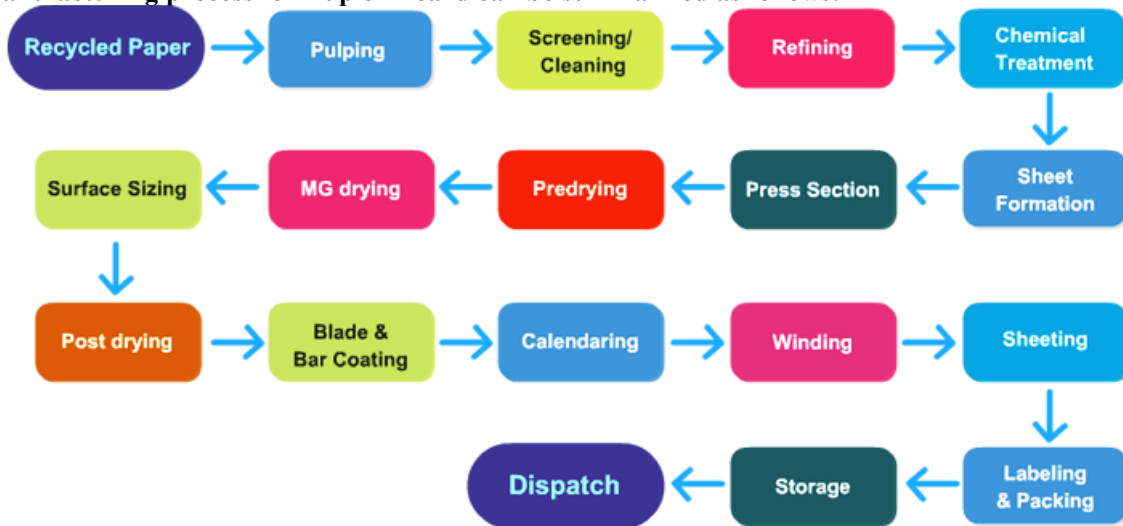 Recycled Paper
Pulping
Screening/
Cleaning
Refining
Chemical
Treatment
Sheet
Formation
Press Section
Predrying
MG drying
Surface Sizing
Post drying
Blade &
Bar Coating
Calendaring
Winding
Sheeting
Labeling
& Packing
Storage
Dispatch